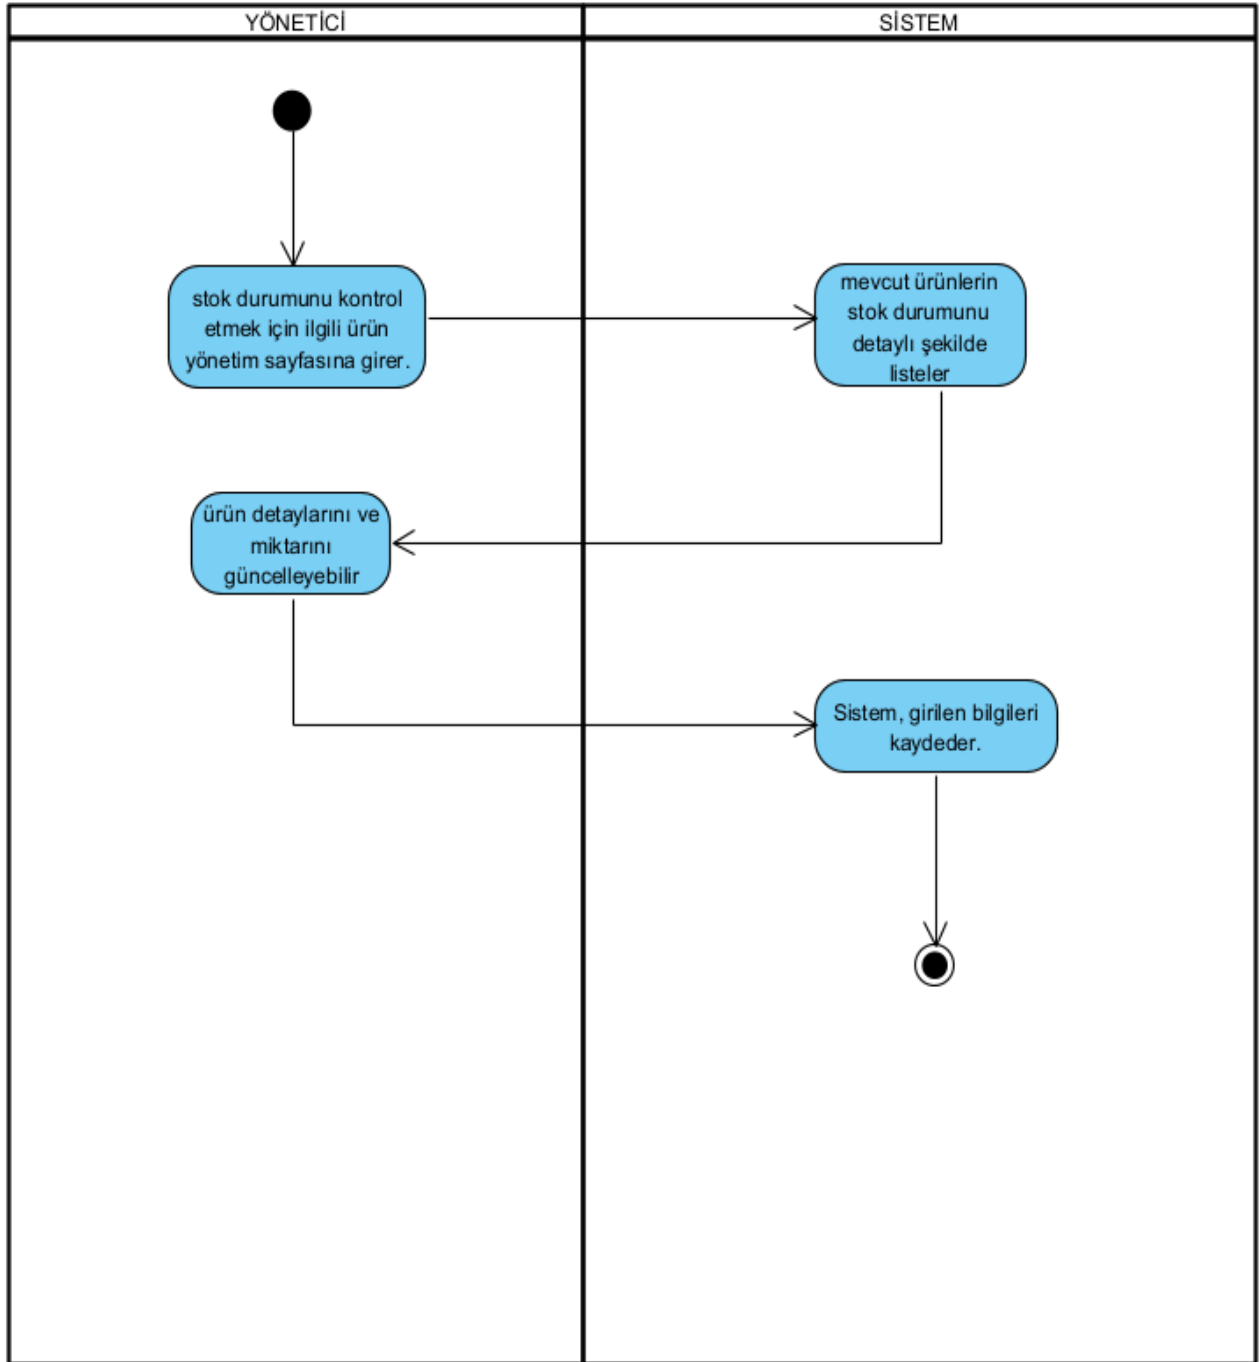 YÖNETİCİ
SİSTEM
stok durumunu kontrol
etmek için ilgili ürün
yönetim sayfasına girer.
mevcut ürünlerin
stok durumunu
detaylı şekilde
listeler
ürün detaylarını ve
miktarını
güncelleyebilir
Sistem, girilen bilgileri
kaydeder.